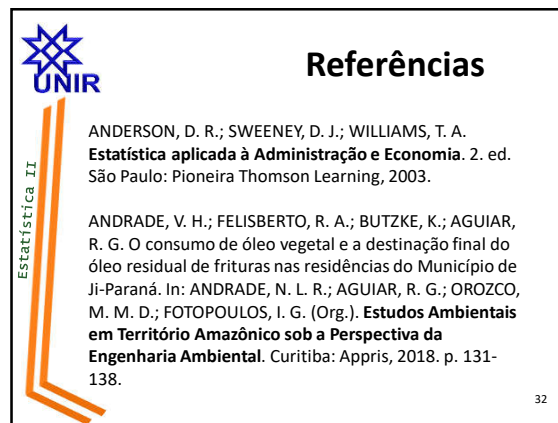 UNIR
Referências
Estatística II
ANDERSON, D. R.; SWEENEY, D. J.; WILLIAMS, T. A.
Estatística aplicada à Administração e Economia. 2. ed.
São Paulo: Pioneira Thomson Learning, 2003.
ANDRADE, V. H.; FELISBERTO, R. A.; BUTZKE, K.; AGUIAR,
R. G. O consumo de óleo vegetal e a destinação final do
óleo residual de frituras nas residências do Município de
Ji-Paraná. In: ANDRADE, N. L. R.; AGUIAR, R. G.; OROZCO,
M. M. D.; FOTOPOULOS, I. G. (Org.). Estudos Ambientais
em Território Amazônico sob a Perspectiva da
Engenharia Ambiental. Curitiba: Appris, 2018. p. 131-
138.
32